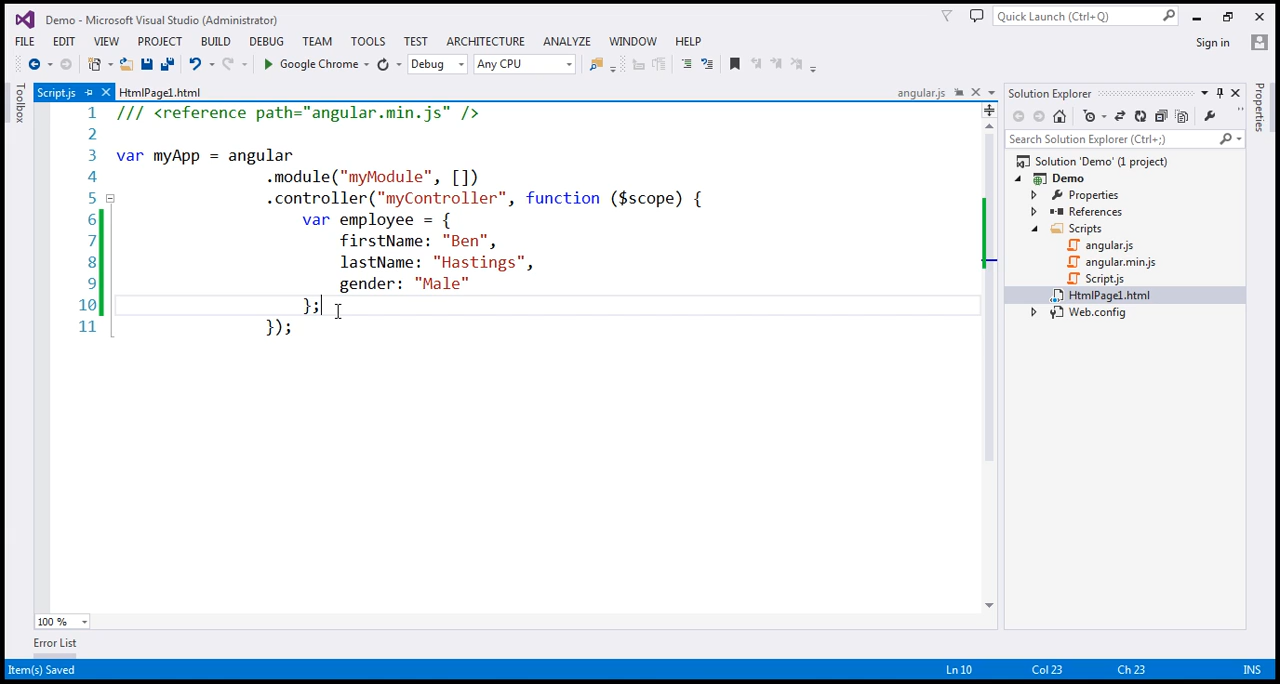 Demo - Microsoft Visual Studio (Administrator)
Quick Launch (Ctrl+Q)
FILE EDIT VIEW PROJECT BUILD DEBUG TEAM TOOLS TEST ARCHITECTURE ANALYZE WINDOW HELP
Sign in
Google Chrome Debug Any CPU
Toolbox
Script.js HtmlPage1.html angular.js
1 /// <reference path="angular.min.js" />
2
3 var myApp = angular
4 .module("myModule", [])
5 .controller("myController", function ($scope) {
6 var employee = {
7 firstName: "Ben",
8 lastName: "Hastings",
9 gender: "Male"
10 };
11 });
100 %
Error List
Solution Explorer
Search Solution Explorer (Ctrl+;)
Solution 'Demo' (1 project)
Demo
Properties
References
Scripts
angular.js
angular.min.js
Script.js
HtmlPage1.html
Web.config
Properties
Item(s) Saved Ln 10 Col 23 Ch 23 INS